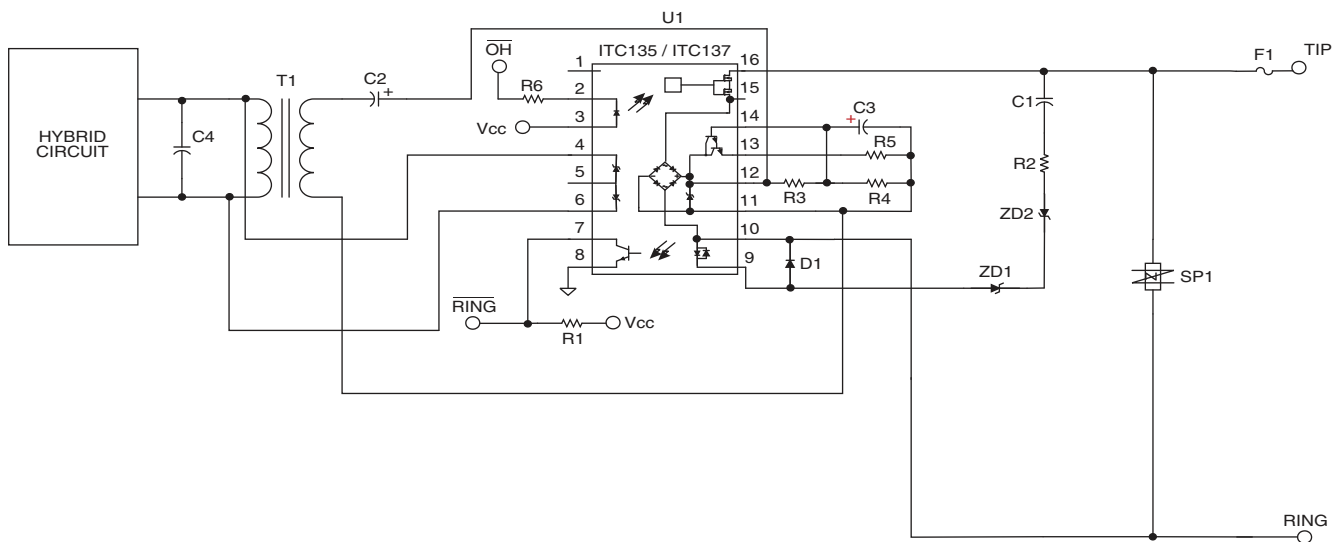 U1
ITC135 / ITC137
OH
1
16
F1
TIP
T1
C2
+
R6
2
15
C1
HYBRID
CIRCUIT
C4
Vcc
3
14
+
C3
4
13
R5
R2
5
12
R3
R4
ZD2
6
11
7
10
8
9
D1
ZD1
SP1
RING
R1
Vcc
RING